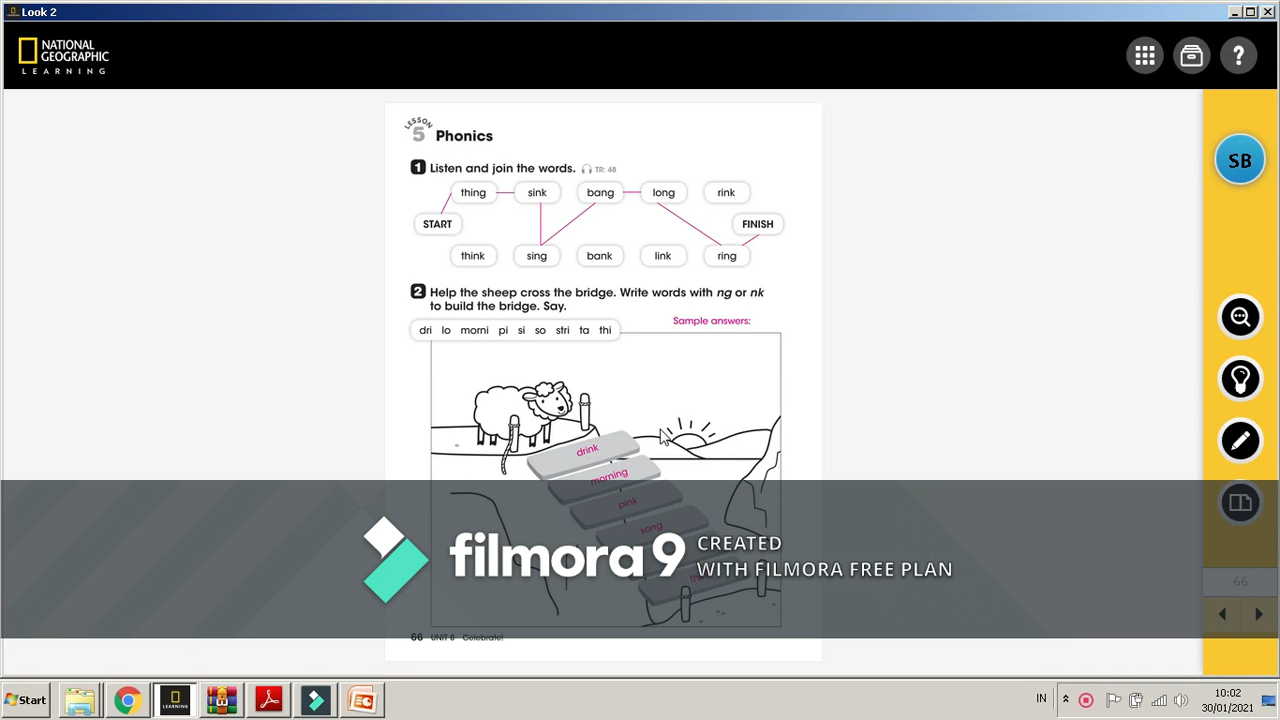 Look 2
NATIONAL
GEOGRAPHIC
LEARNING
?
LESSON
5 Phonics
1 Listen and join the words. TR: 48
thing sink bang long rink
START FINISH
think sing bank link ring
2 Help the sheep cross the bridge. Write words with ng or nk
to build the bridge. Say.
Sample answers:
dri lo morni pi si so stri ta thi
drink
morning
pink
song
filmora9 CREATED
WITH FILMORA FREE PLAN
66 UNIT 8 Celebrate!
SB
66
Start
LEARNING
IN
10:02
30/01/2021